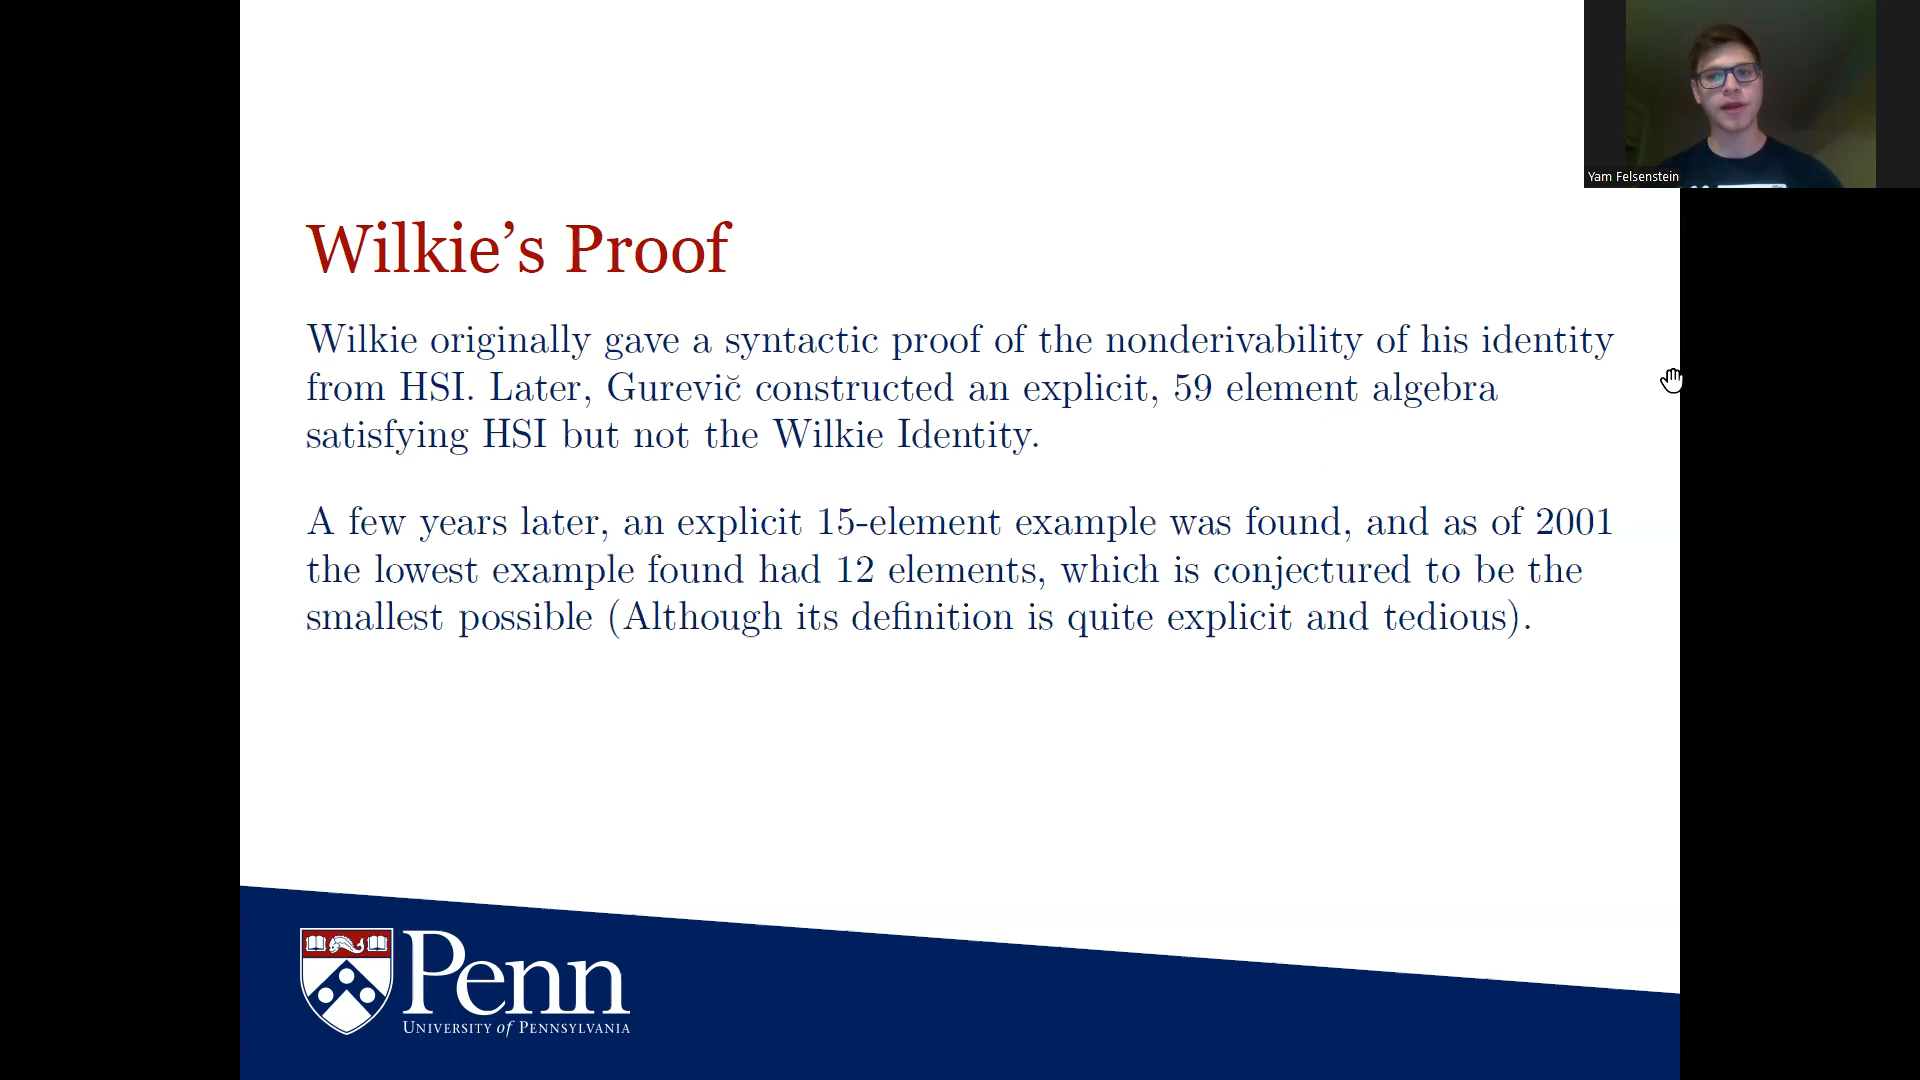 Yam Felsenstein
Wilkie's Proof
Wilkie originally gave a syntactic proof of the nonderivability of his identity
from HSI. Later, Gurevič constructed an explicit, 59 element algebra
satisfying HSI but not the Wilkie Identity.
A few years later, an explicit 15-element example was found, and as of 2001
the lowest example found had 12 elements, which is conjectured to be the
smallest possible (Although its definition is quite explicit and tedious).
Penn
UNIVERSITY of PENNSYLVANIA